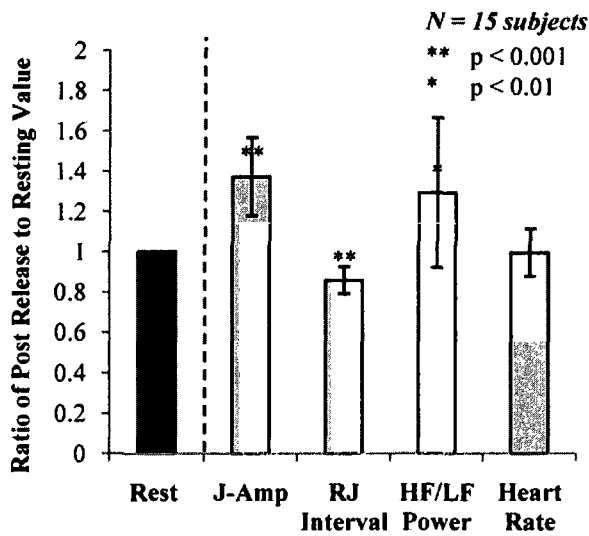 N = 15 subjects
** p < 0.001
* p < 0.01
Ratio of Post Release to Resting Value
2
1.8
1.6
1.4
1.2
1
0.8
0.6
0.4
0.2
0
**
**
*
Rest J-Amp RJ HF/LF Heart
Interval Power Rate